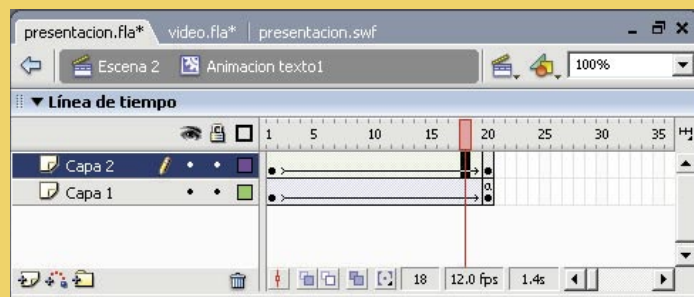 presentacion.fla* video.fla* presentacion.swf
Escena 2 Animacion texto1 100%
Línea de tiempo
1 5 10 15 20 25 30 35
Capa 2
Capa 1 a
18 12.0 fps 1.4s